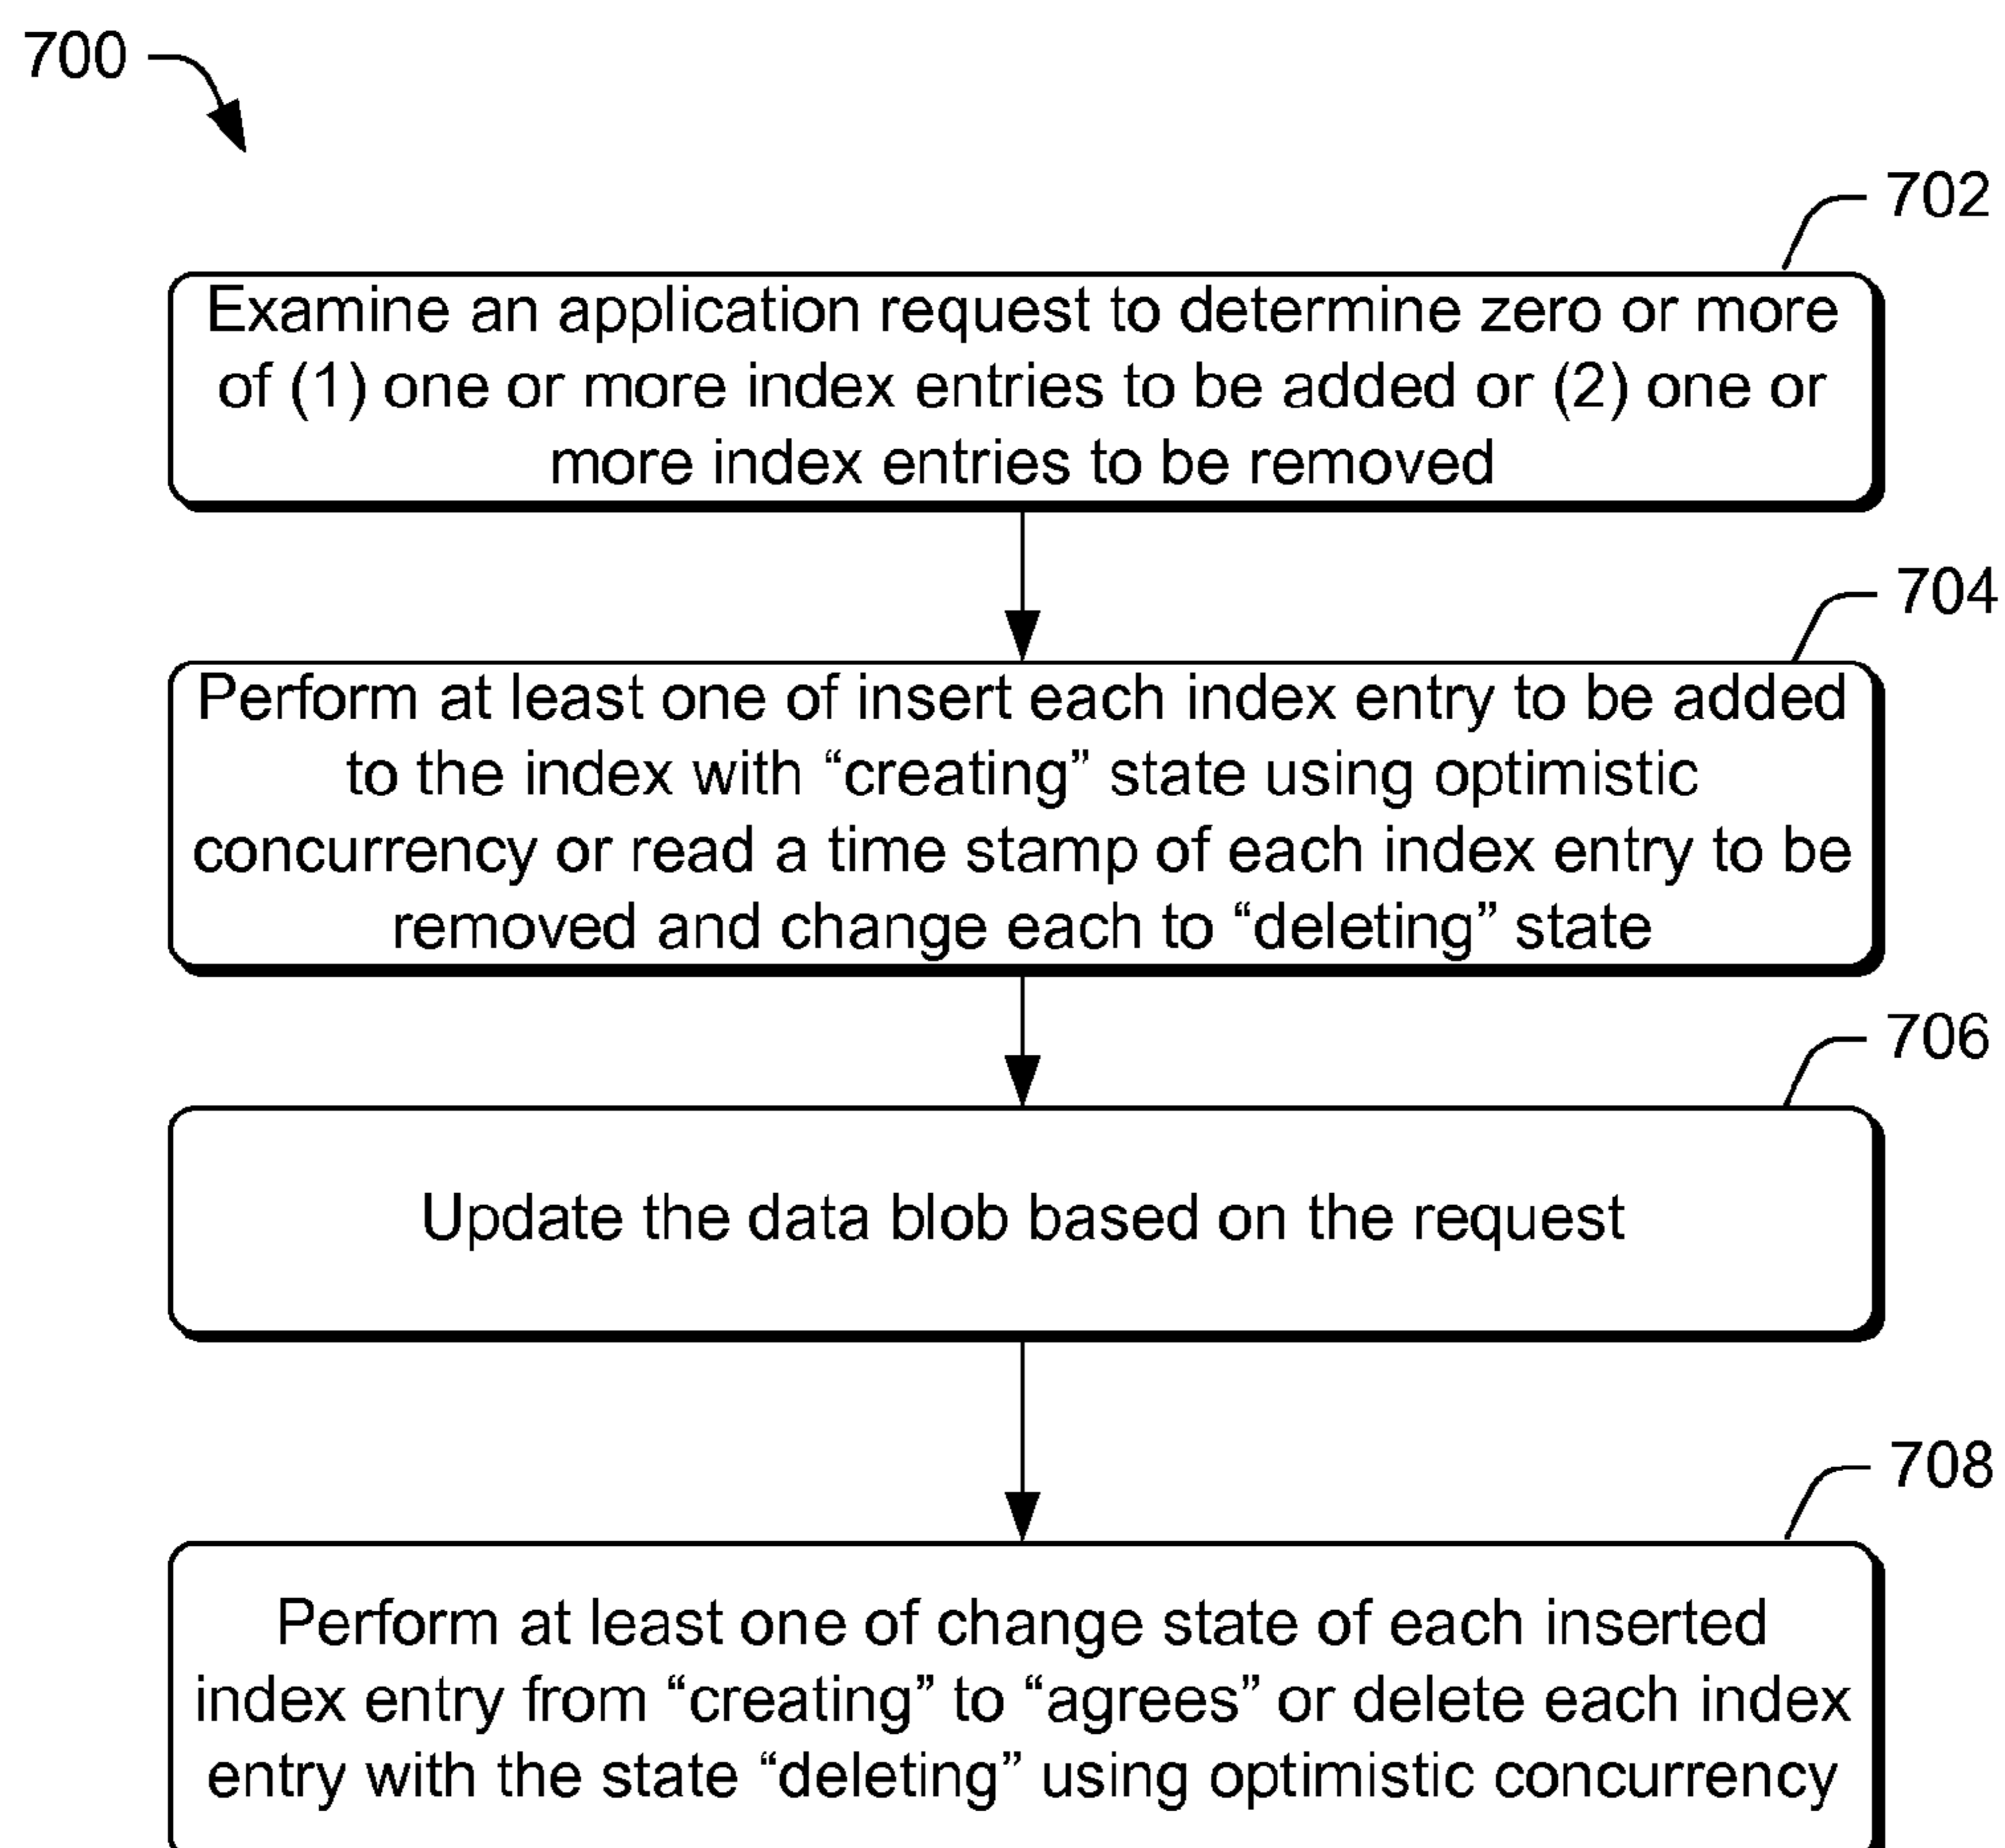 700
702
Examine an application request to determine zero or more
of (1) one or more index entries to be added or (2) one or
more index entries to be removed
704
Perform at least one of insert each index entry to be added
to the index with “creating” state using optimistic
concurrency or read a time stamp of each index entry to be
removed and change each to “deleting” state
706
Update the data blob based on the request
708
Perform at least one of change state of each inserted
index entry from “creating” to “agrees” or delete each index
entry with the state “deleting” using optimistic concurrency